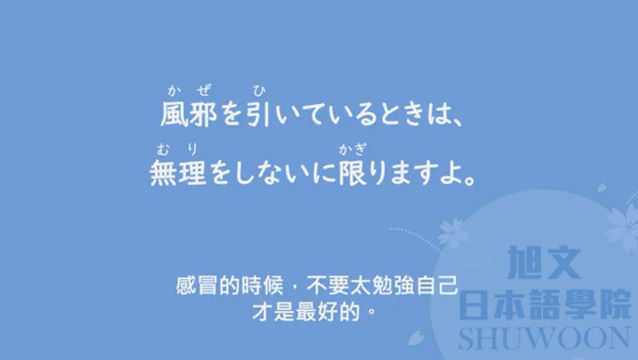 かぜ ひ
風邪を引いているときは、
むり かぎ
無理をしないに限りますよ。
感冒的時候，不要太勉強自己
才是最好的。
旭文
日本語學院
SHUWOON